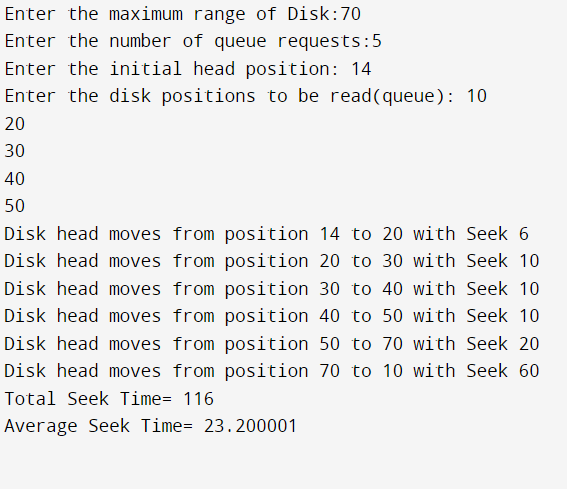 Enter the maximum range of Disk:70
Enter the number of queue requests:5
Enter the initial head position: 14
Enter the disk positions to be read(queue): 10
20
30
40
50
Disk head moves from position 14 to 20 with Seek 6
Disk head moves from position 20 to 30 with Seek 10
Disk head moves from position 30 to 40 with Seek 10
Disk head moves from position 40 to 50 with Seek 10
Disk head moves from position 50 to 70 with Seek 20
Disk head moves from position 70 to 10 with Seek 60
Total Seek Time= 116
Average Seek Time= 23.200001